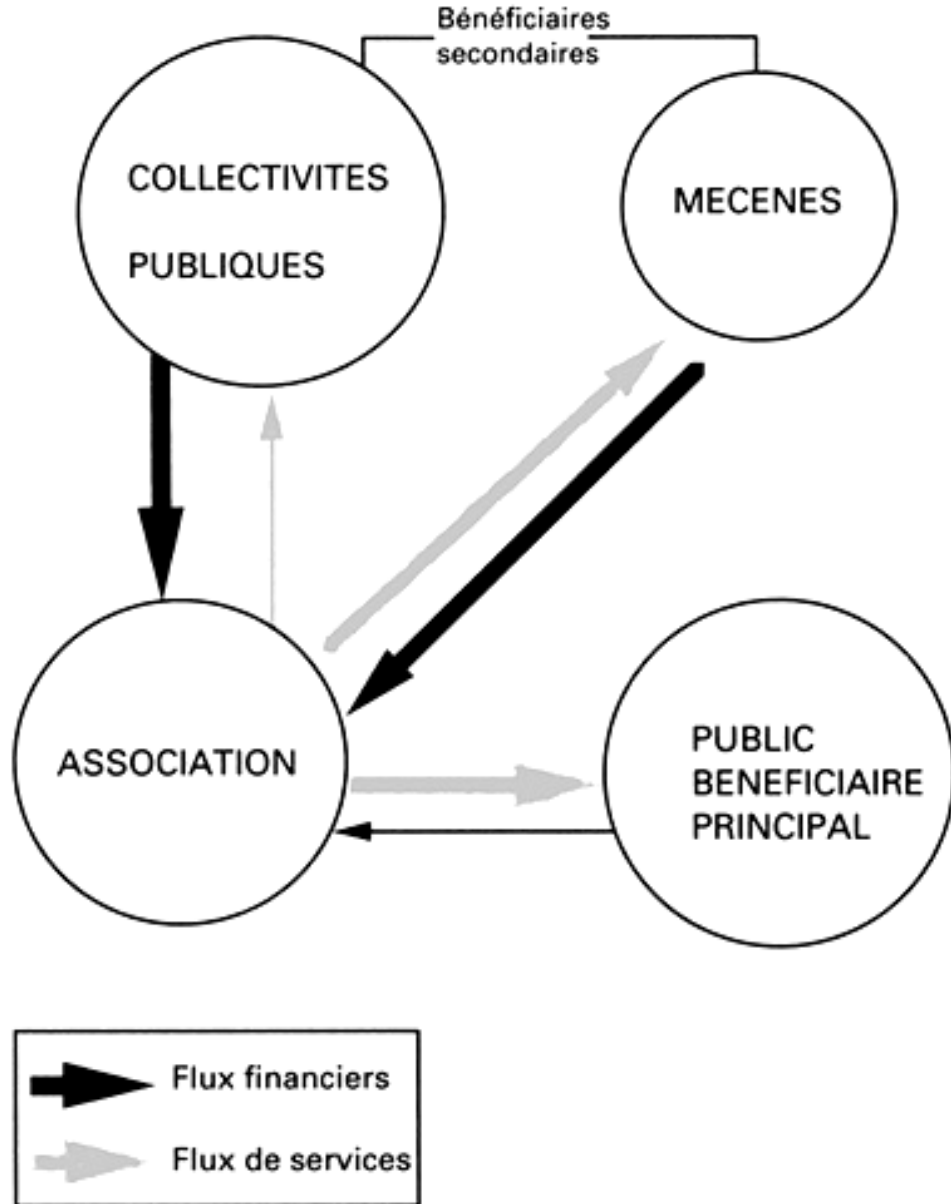 Bénéficiaires
secondaires
COLLECTIVITES
PUBLIQUES
MECENES
ASSOCIATION
PUBLIC
BENEFICIAIRE
PRINCIPAL
Flux financiers
Flux de services